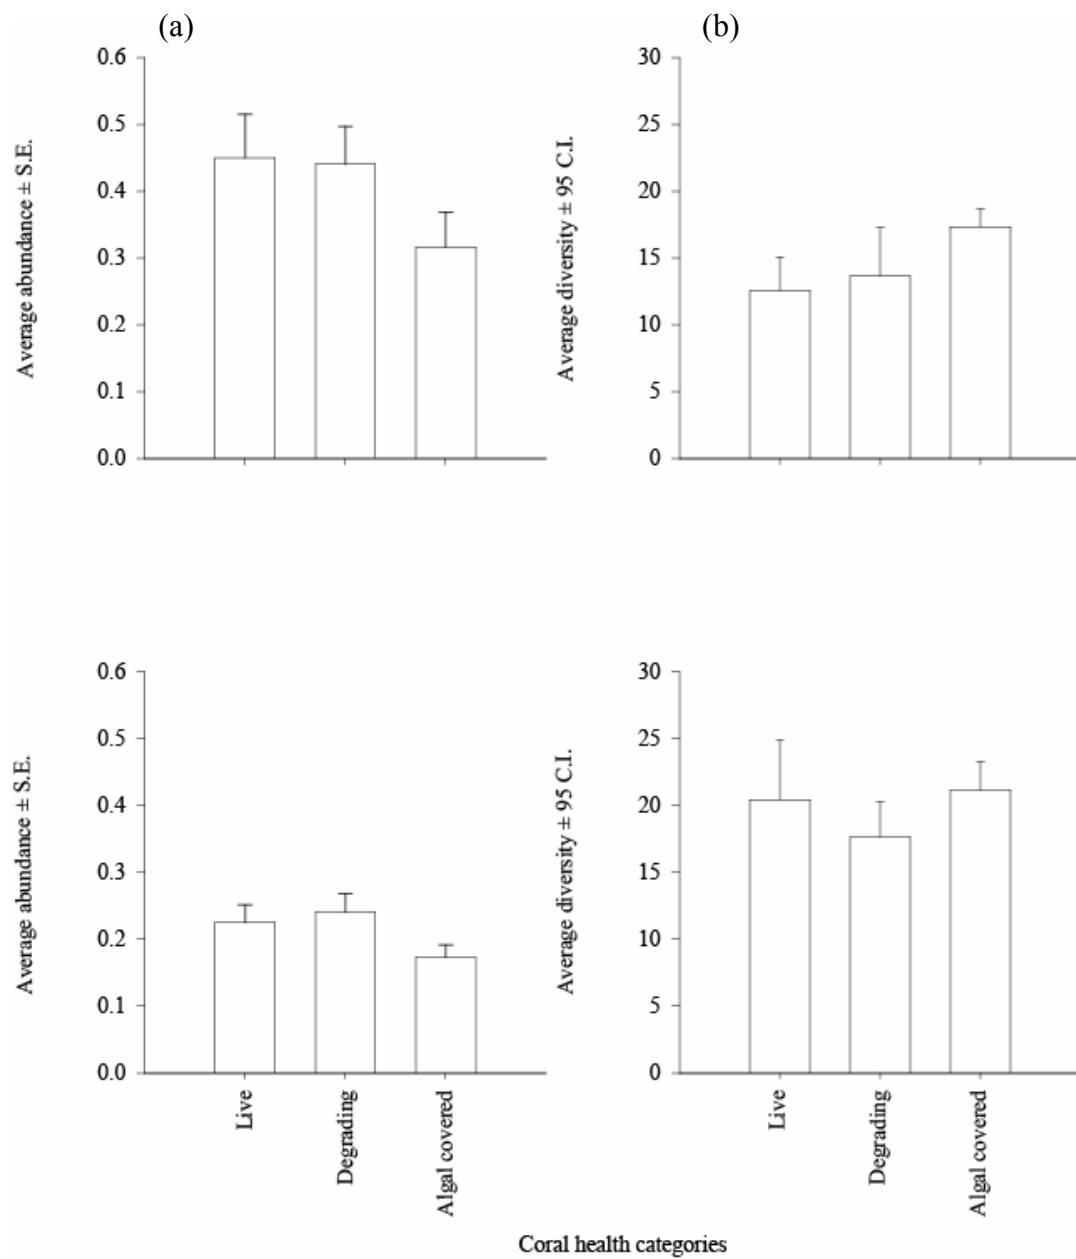 (a)
Average abundance ± S.E.
0.6
0.5
0.4
0.3
0.2
0.1
0.0
(b)
Average diversity ± 95 C.I.
30
25
20
15
10
5
0
Average abundance ± S.E.
0.6
0.5
0.4
0.3
0.2
0.1
0.0
Live
Degrading
Algal covered
Average diversity ± 95 C.I.
30
25
20
15
10
5
0
Live
Degrading
Algal covered
Coral health categories